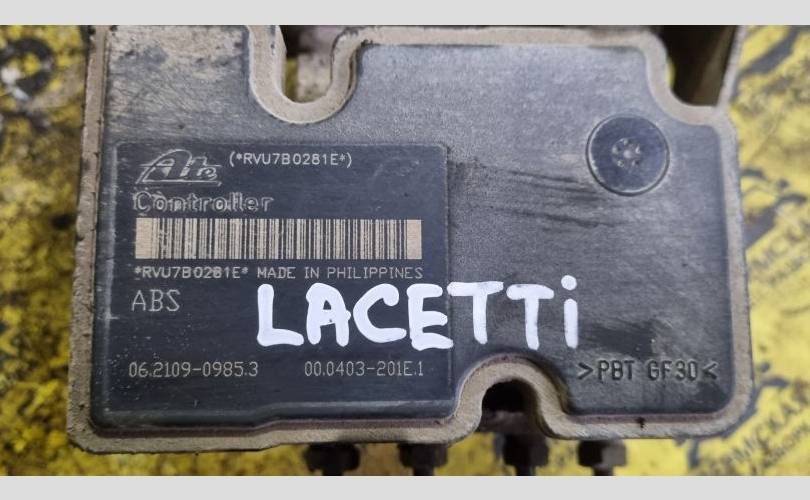 Ate (*RVU7B0281E*)
Controller
*RVU7B0281E* MADE IN PHILIPPINES
ABS
LACETTi
06.2109-0985.3 00.0403-201E.1
>PBT GF30<